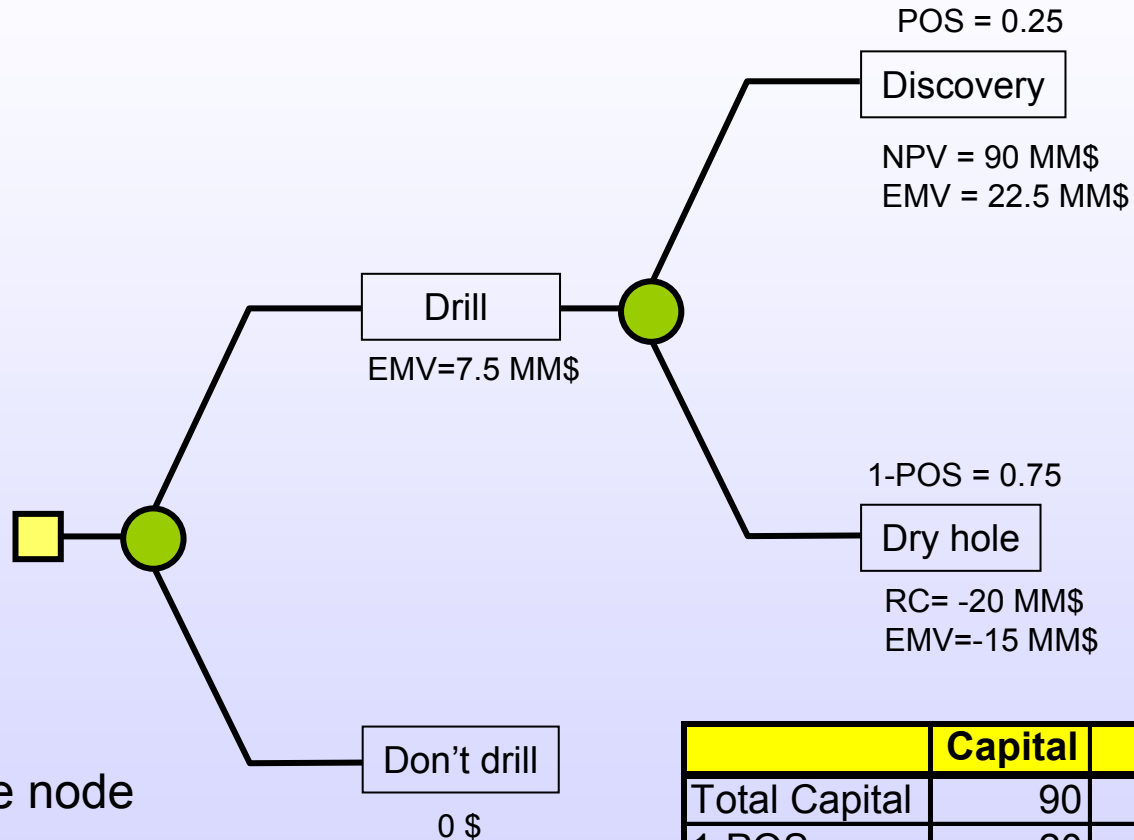 POS = 0.25
Discovery
NPV = 90 MM$
EMV = 22.5 MM$
Drill
EMV=7.5 MM$
1-POS = 0.75
Dry hole
RC= -20 MM$
EMV=-15 MM$
Don’t drill
0 $
node
Capital
Total Capital 90